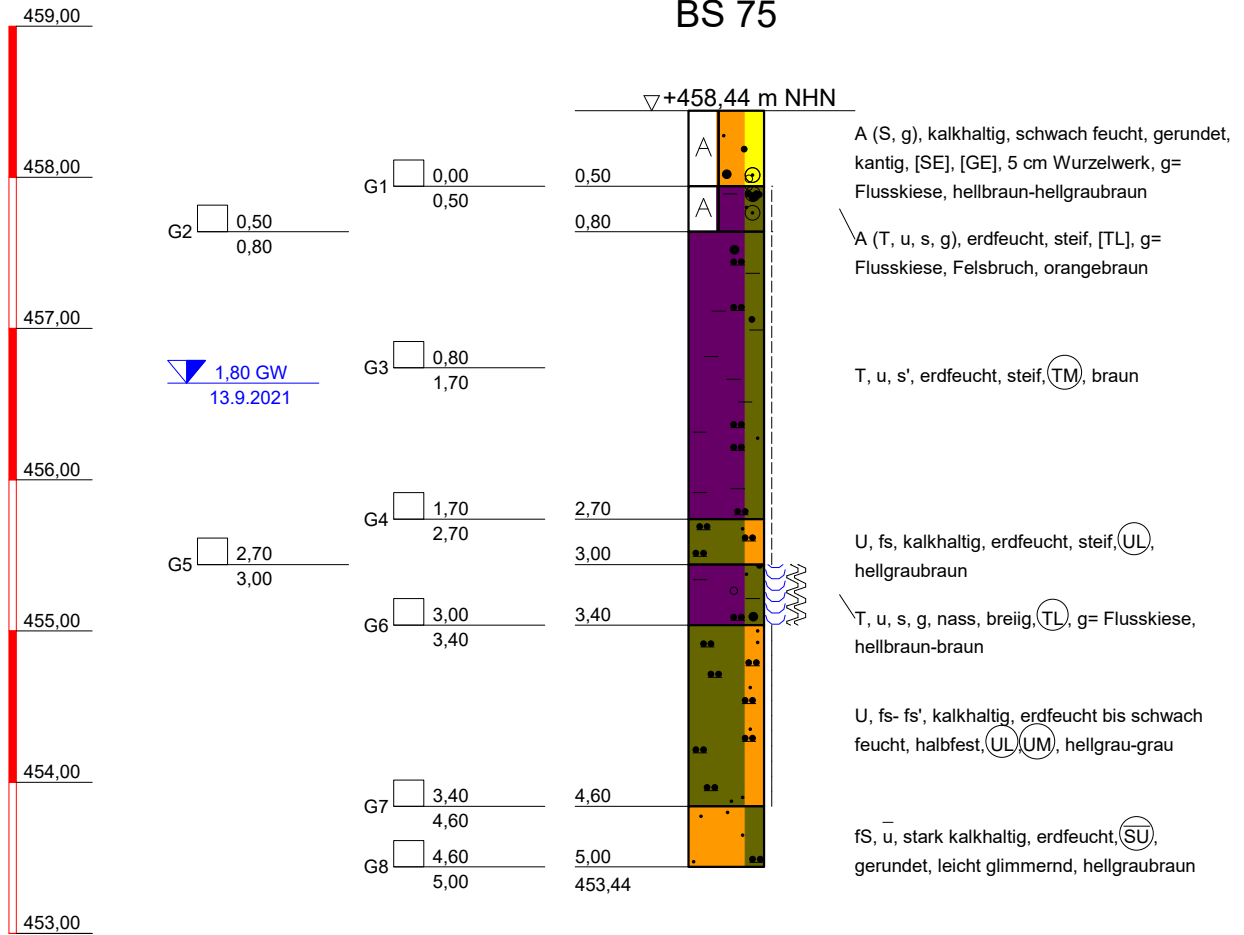 BS 75
459,00
458,00
457,00
456,00
455,00
454,00
453,00
+458,44 m NHN
G1 0,00
0,50
G2 0,50
0,80
1,80 GW
13.9.2021
G3 0,80
1,70
G4 1,70
2,70
G5 2,70
3,00
G6 3,00
3,40
G7 3,40
4,60
G8 4,60
5,00
0,50
0,80
2,70
3,00
3,40
4,60
5,00
453,44
A
A
A (S, g), kalkhaltig, schwach feucht, gerundet,
kantig, [SE], [GE], 5 cm Wurzelwerk, g=
Flusskiese, hellbraun-hellgraubraun
A (T, u, s, g), erdfeucht, steif, [TL], g=
Flusskiese, Felsbruch, orangebraun
T, u, s', erdfeucht, steif, TM, braun
U, fs, kalkhaltig, erdfeucht, steif, UL,
hellgraubraun
T, u, s, g, nass, breiig, TL, g= Flusskiese,
hellbraun-braun
U, fs- fs', kalkhaltig, erdfeucht bis schwach
feucht, halbfest, UL, UM, hellgrau-grau
fS, u̅, stark kalkhaltig, erdfeucht, S̅U̅,
gerundet, leicht glimmernd, hellgraubraun